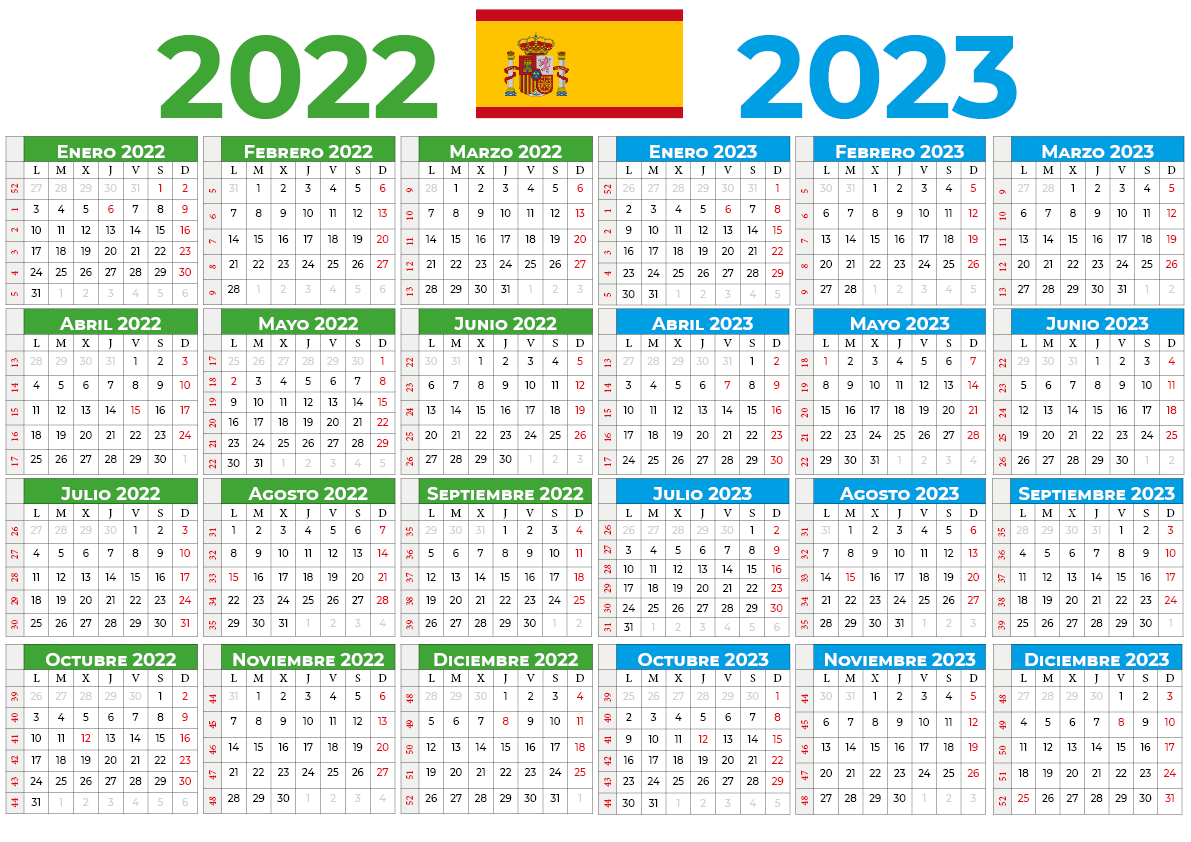 2022
2023
Enero 2022
L M X J V S D
52 27 28 29 30 31 1 2
1 3 4 5 6 7 8 9
2 10 11 12 13 14 15 16
3 17 18 19 20 21 22 23
4 24 25 26 27 28 29 30
5 31 1 2 3 4 5 6
Febrero 2022
L M X J V S D
5 31 1 2 3 4 5 6
6 7 8 9 10 11 12 13
7 14 15 16 17 18 19 20
8 21 22 23 24 25 26 27
9 28 1 2 3 4 5 6
Marzo 2022
L M X J V S D
9 28 1 2 3 4 5 6
10 7 8 9 10 11 12 13
11 14 15 16 17 18 19 20
12 21 22 23 24 25 26 27
13 28 29 30 31 1 2 3
Enero 2023
L M X J V S D
52 26 27 28 29 30 31 1
1 2 3 4 5 6 7 8
2 9 10 11 12 13 14 15
3 16 17 18 19 20 21 22
4 23 24 25 26 27 28 29
5 30 31 1 2 3 4 5
Febrero 2023
L M X J V S D
5 30 31 1 2 3 4 5
6 6 7 8 9 10 11 12
7 13 14 15 16 17 18 19
8 20 21 22 23 24 25 26
9 27 28 1 2 3 4 5
Marzo 2023
L M X J V S D
9 27 28 1 2 3 4 5
10 6 7 8 9 10 11 12
11 13 14 15 16 17 18 19
12 20 21 22 23 24 25 26
13 27 28 29 30 31 1 2
Abril 2022
L M X J V S D
13 28 29 30 31 1 2 3
14 4 5 6 7 8 9 10
15 11 12 13 14 15 16 17
16 18 19 20 21 22 23 24
17 25 26 27 28 29 30 1
Mayo 2022
L M X J V S D
17 25 26 27 28 29 30 1
18 2 3 4 5 6 7 8
19 9 10 11 12 13 14 15
20 16 17 18 19 20 21 22
21 23 24 25 26 27 28 29
22 30 31 1 2 3 4 5
Junio 2022
L M X J V S D
22 30 31 1 2 3 4 5
23 6 7 8 9 10 11 12
24 13 14 15 16 17 18 19
25 20 21 22 23 24 25 26
26 27 28 29 30 1 2 3
Abril 2023
L M X J V S D
13 27 28 29 30 31 1 2
14 3 4 5 6 7 8 9
15 10 11 12 13 14 15 16
16 17 18 19 20 21 22 23
17 24 25 26 27 28 29 30
Mayo 2023
L M X J V S D
18 1 2 3 4 5 6 7
19 8 9 10 11 12 13 14
20 15 16 17 18 19 20 21
21 22 23 24 25 26 27 28
22 29 30 31 1 2 3 4
Junio 2023
L M X J V S D
22 29 30 31 1 2 3 4
23 5 6 7 8 9 10 11
24 12 13 14 15 16 17 18
25 19 20 21 22 23 24 25
26 26 27 28 29 30 1 2
Julio 2022
L M X J V S D
26 27 28 29 30 1 2 3
27 4 5 6 7 8 9 10
28 11 12 13 14 15 16 17
29 18 19 20 21 22 23 24
30 25 26 27 28 29 30 31
Agosto 2022
L M X J V S D
31 1 2 3 4 5 6 7
32 8 9 10 11 12 13 14
33 15 16 17 18 19 20 21
34 22 23 24 25 26 27 28
35 29 30 31 1 2 3 4
Septiembre 2022
L M X J V S D
35 29 30 31 1 2 3 4
36 5 6 7 8 9 10 11
37 12 13 14 15 16 17 18
38 19 20 21 22 23 24 25
39 26 27 28 29 30 1 2
Julio 2023
L M X J V S D
26 26 27 28 29 30 1 2
27 3 4 5 6 7 8 9
28 10 11 12 13 14 15 16
29 17 18 19 20 21 22 23
30 24 25 26 27 28 29 30
31 31 1 2 3 4 5 6
Agosto 2023
L M X J V S D
31 31 1 2 3 4 5 6
32 7 8 9 10 11 12 13
33 14 15 16 17 18 19 20
34 21 22 23 24 25 26 27
35 28 29 30 31 1 2 3
Septiembre 2023
L M X J V S D
35 28 29 30 31 1 2 3
36 4 5 6 7 8 9 10
37 11 12 13 14 15 16 17
38 18 19 20 21 22 23 24
39 25 26 27 28 29 30 1
Octubre 2022
L M X J V S D
39 26 27 28 29 30 1 2
40 3 4 5 6 7 8 9
41 10 11 12 13 14 15 16
42 17 18 19 20 21 22 23
43 24 25 26 27 28 29 30
44 31 1 2 3 4 5 6
Noviembre 2022
L M X J V S D
44 31 1 2 3 4 5 6
45 7 8 9 10 11 12 13
46 14 15 16 17 18 19 20
47 21 22 23 24 25 26 27
48 28 29 30 1 2 3 4
Diciembre 2022
L M X J V S D
48 28 29 30 1 2 3 4
49 5 6 7 8 9 10 11
50 12 13 14 15 16 17 18
51 19 20 21 22 23 24 25
52 26 27 28 29 30 31 1
Octubre 2023
L M X J V S D
39 25 26 27 28 29 30 1
40 2 3 4 5 6 7 8
41 9 10 11 12 13 14 15
42 16 17 18 19 20 21 22
43 23 24 25 26 27 28 29
44 30 31 1 2 3 4 5
Noviembre 2023
L M X J V S D
44 30 31 1 2 3 4 5
45 6 7 8 9 10 11 12
46 13 14 15 16 17 18 19
47 20 21 22 23 24 25 26
48 27 28 29 30 1 2 3
Diciembre 2023
L M X J V S D
48 27 28 29 30 1 2 3
49 4 5 6 7 8 9 10
50 11 12 13 14 15 16 17
51 18 19 20 21 22 23 24
52 25 26 27 28 29 30 31